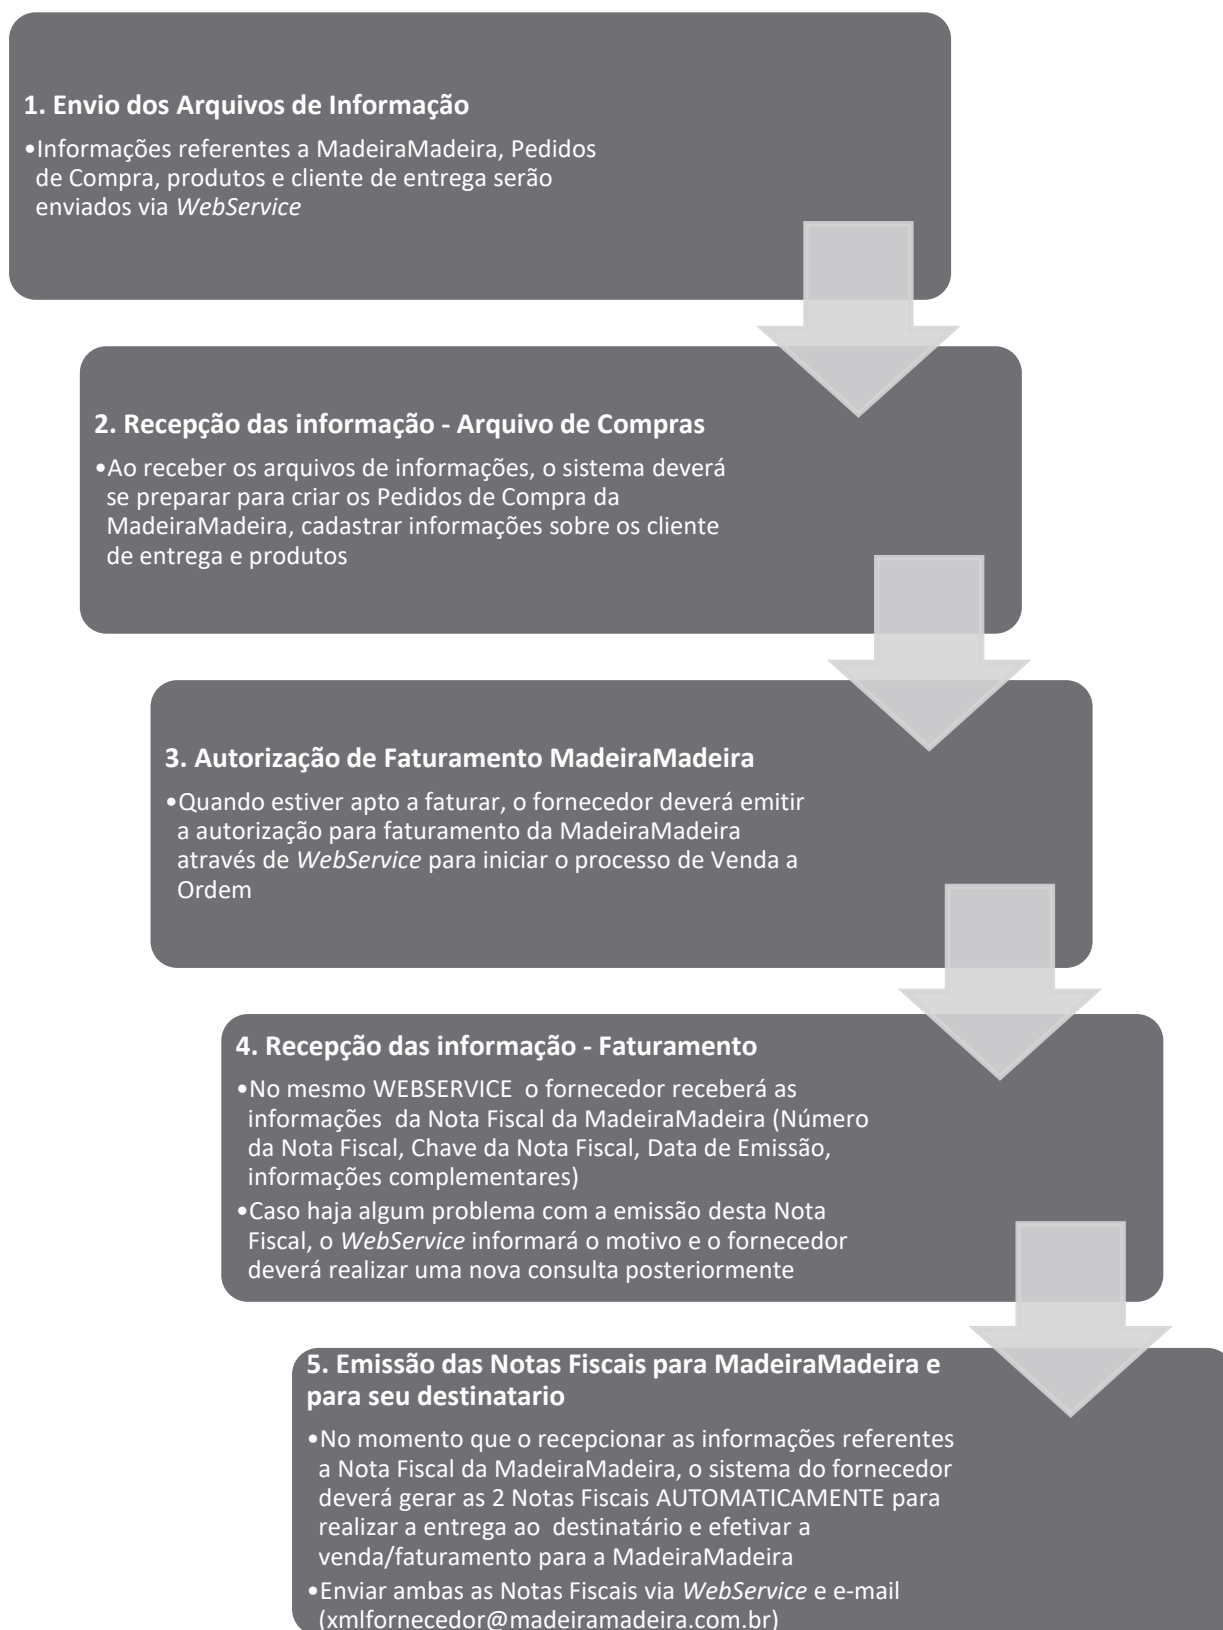 1. Envio dos Arquivos de Informação
•Informações referentes a MadeiraMadeira, Pedidos
de Compra, produtos e cliente de entrega serão
enviados via WebService
2. Recepção das informação - Arquivo de Compras
•Ao receber os arquivos de informações, o sistema deverá
se preparar para criar os Pedidos de Compra da
MadeiraMadeira, cadastrar informações sobre os cliente
de entrega e produtos
3. Autorização de Faturamento MadeiraMadeira
•Quando estiver apto a faturar, o fornecedor deverá emitir
a autorização para faturamento da MadeiraMadeira
através de WebService para iniciar o processo de Venda a
Ordem
4. Recepção das informação - Faturamento
•No mesmo WEBSERVICE o fornecedor receberá as
informações da Nota Fiscal da MadeiraMadeira (Número
da Nota Fiscal, Chave da Nota Fiscal, Data de Emissão,
informações complementares)
•Caso haja algum problema com a emissão desta Nota
Fiscal, o WebService informará o motivo e o fornecedor
deverá realizar uma nova consulta posteriormente
5. Emissão das Notas Fiscais para MadeiraMadeira e
para seu destinatario
•No momento que o recepcionar as informações referentes
a Nota Fiscal da MadeiraMadeira, o sistema do fornecedor
deverá gerar as 2 Notas Fiscais AUTOMATICAMENTE para
realizar a entrega ao destinatário e efetivar a
venda/faturamento para a MadeiraMadeira
•Enviar ambas as Notas Fiscais via WebService e e-mail
(xmlfornecedor@madeiramadeira.com.br)